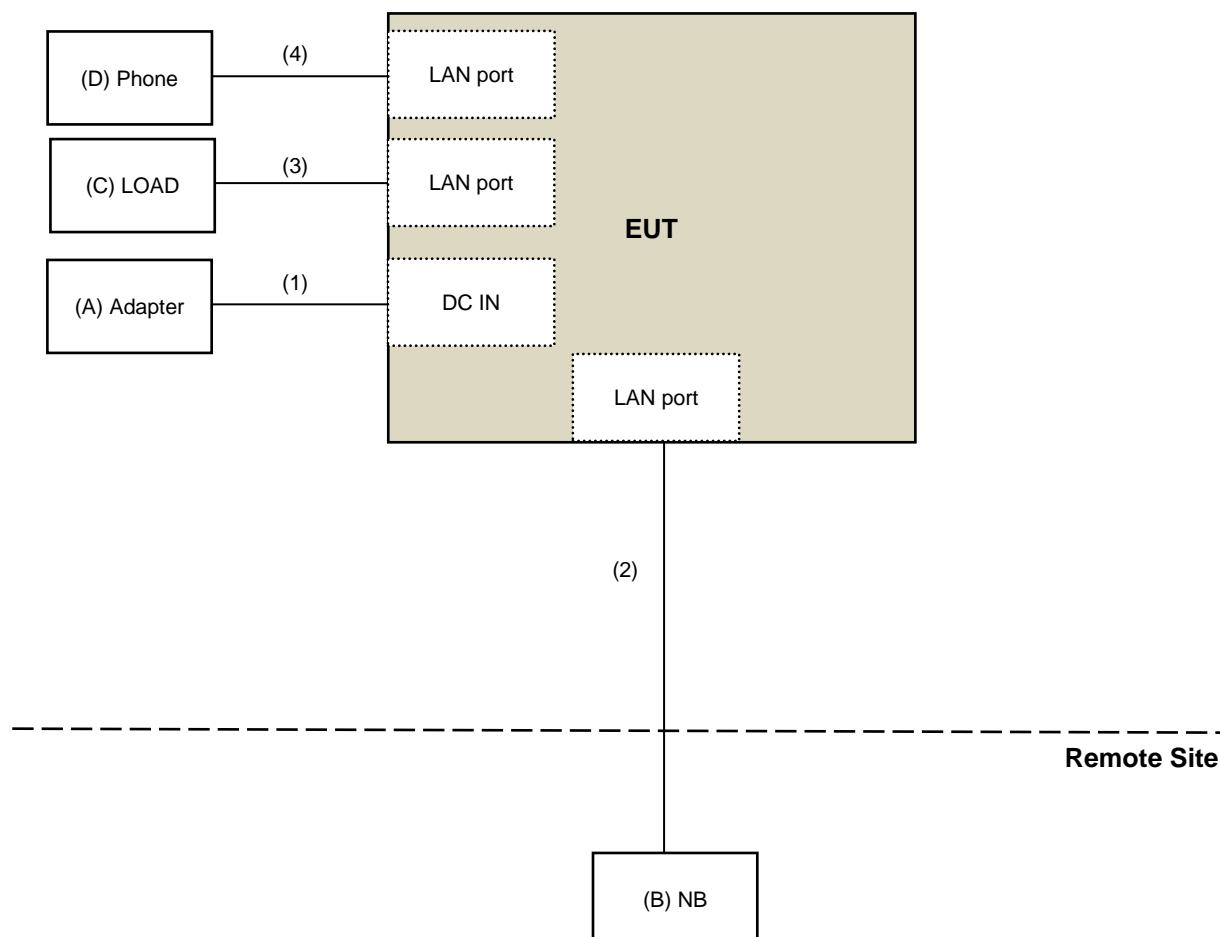 (D) Phone
(4)
LAN port
(C) LOAD
(3)
LAN port
EUT
(A) Adapter
(1)
DC IN
LAN port
(2)
Remote Site
(B) NB